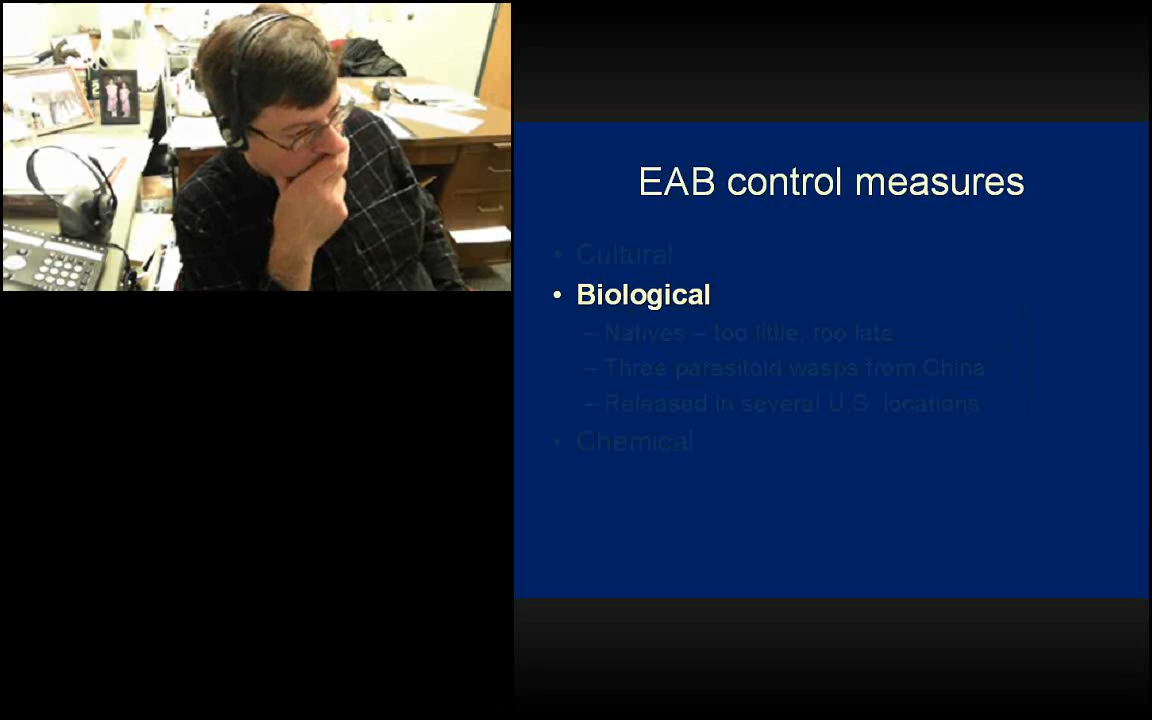 EAB control measures
• Cultural
• Biological
– Natives – too little, too late
– Three parasitoid wasps from China
– Released in several U.S. locations
• Chemical